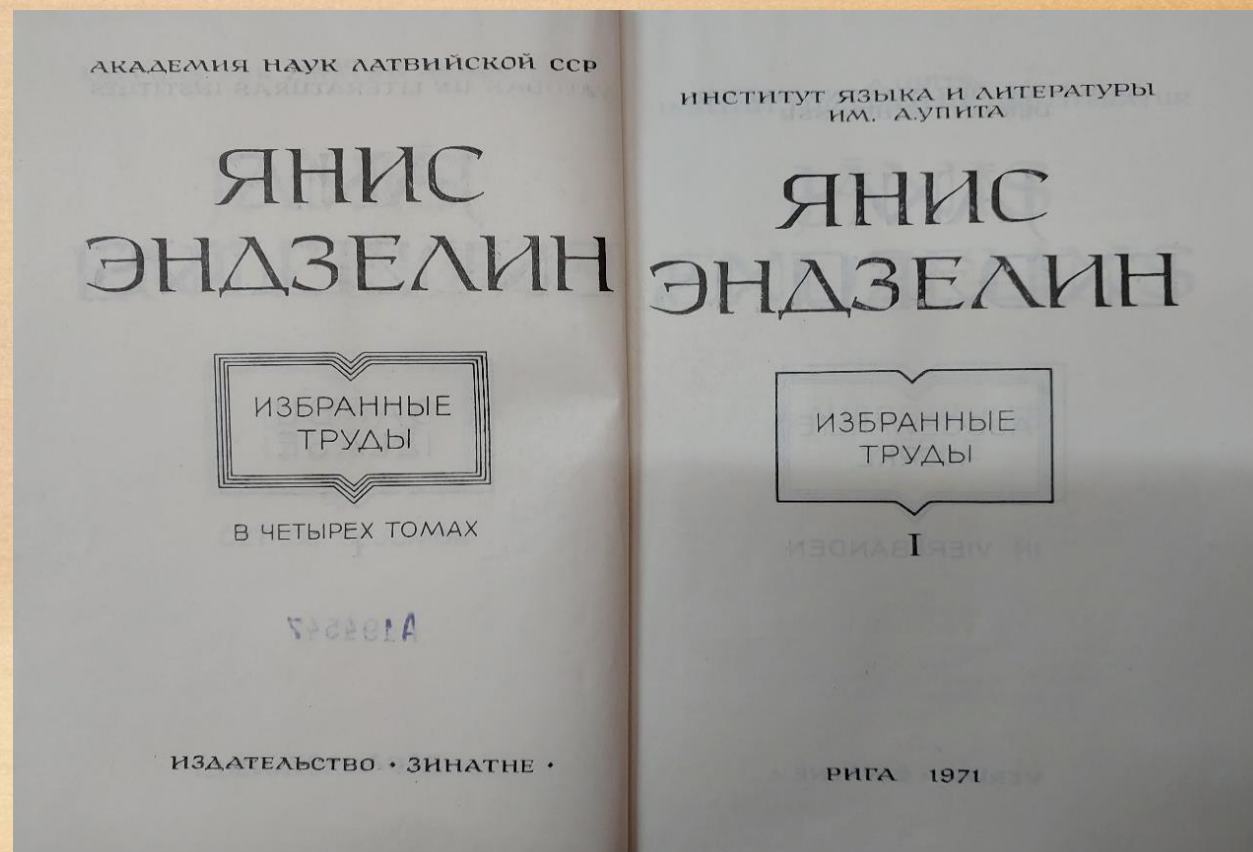 АКАДЕМИЯ НАУК ЛАТВИЙСКОЙ ССР
ЯНИС
ЭНДЗЕЛИН
ИЗБРАННЫЕ
ТРУДЫ
В ЧЕТЫРЕХ ТОМАХ
ИЗДАТЕЛЬСТВО · ЗИНАТНЕ ·
ИНСТИТУТ ЯЗЫКА И ЛИТЕРАТУРЫ
ИМ. А.УПИТА
ЯНИС
ЭНДЗЕЛИН
ИЗБРАННЫЕ
ТРУДЫ
I
РИГА 1971